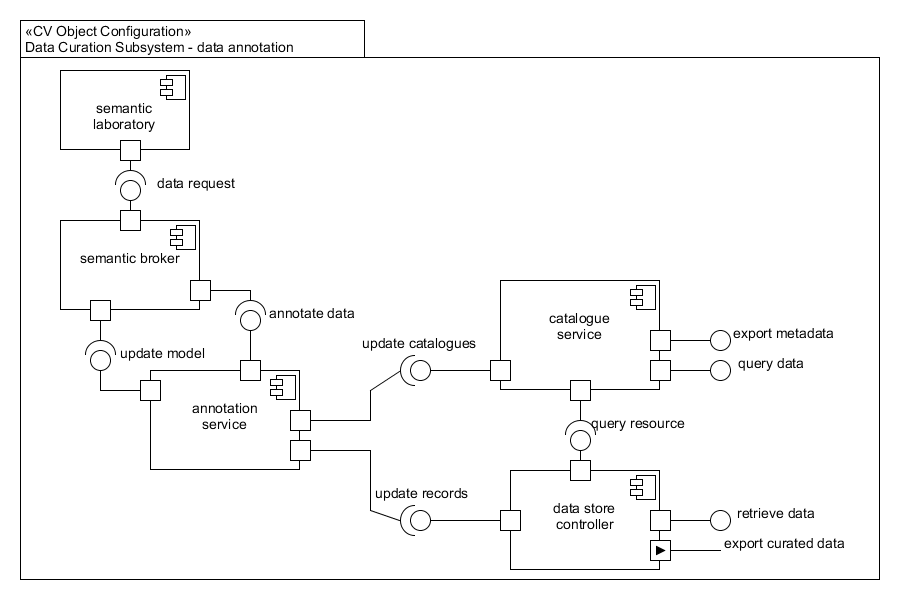 «CV Object Configuration»
Data Curation Subsystem - data annotation
semantic
laboratory
data request
semantic broker
annotate data
update model
annotation
service
update catalogues
catalogue
service
export metadata
query data
query resource
update records
data store
controller
retrieve data
export curated data